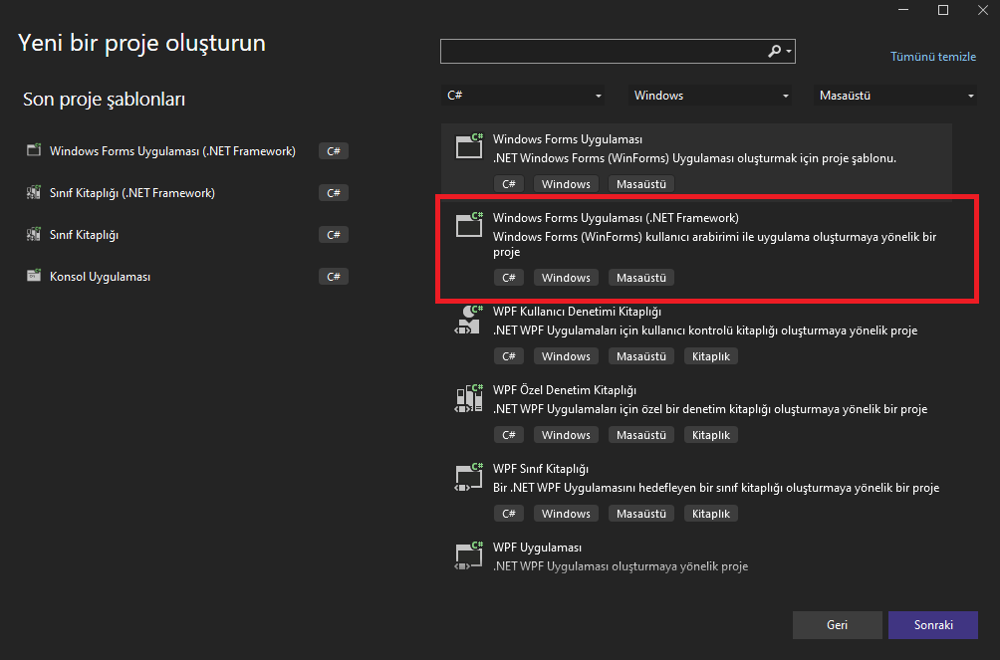 Yeni bir proje oluşturun
Tümünü temizle
Son proje şablonları
C#
Windows
Masaüstü
Windows Forms Uygulaması (.NET Framework)
C#
Sınıf Kitaplığı (.NET Framework)
C#
Sınıf Kitaplığı
C#
Konsol Uygulaması
C#
C#
Windows Forms Uygulaması
.NET Windows Forms (WinForms) Uygulaması oluşturmak için proje şablonu.
C# Windows Masaüstü
C#
Windows Forms Uygulaması (.NET Framework)
Windows Forms (WinForms) kullanıcı arabirimi ile uygulama oluşturmaya yönelik bir
proje
C# Windows Masaüstü
C#
WPF Kullanıcı Denetimi Kitaplığı
.NET WPF Uygulamaları için kullanıcı kontrolü kitaplığı oluşturmaya yönelik proje
C# Windows Masaüstü Kitaplık
C#
WPF Özel Denetim Kitaplığı
.NET WPF Uygulamaları için özel bir denetim kitaplığı oluşturmaya yönelik bir proje
C# Windows Masaüstü Kitaplık
C#
WPF Sınıf Kitaplığı
Bir .NET WPF Uygulamasını hedefleyen bir sınıf kitaplığı oluşturmaya yönelik bir proje
C# Windows Masaüstü Kitaplık
C#
WPF Uygulaması
.NET WPF Uygulaması oluşturmaya yönelik proje
Geri
Sonraki